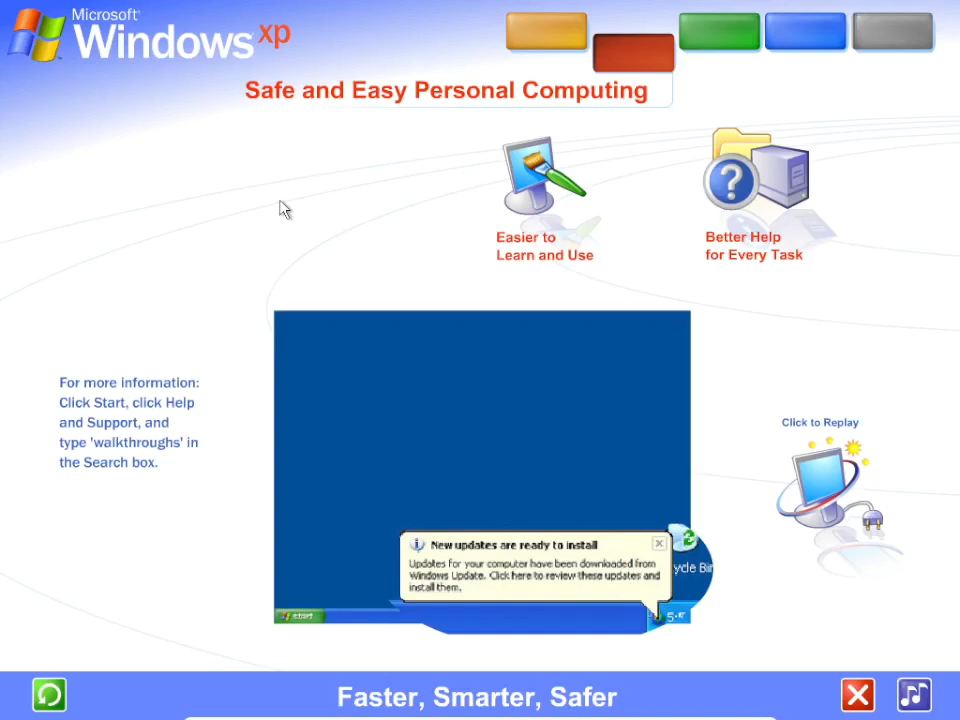 Microsoft®
Windows xp
Safe and Easy Personal Computing
Easier to
Learn and Use
Better Help
for Every Task
For more information:
Click Start, click Help
and Support, and
type 'walkthroughs' in
the Search box.
Click to Replay
New updates are ready to install
Updates for your computer have been downloaded from
Windows Update. Click here to review these updates and
install them.
ycle Bin
start
Faster, Smarter, Safer